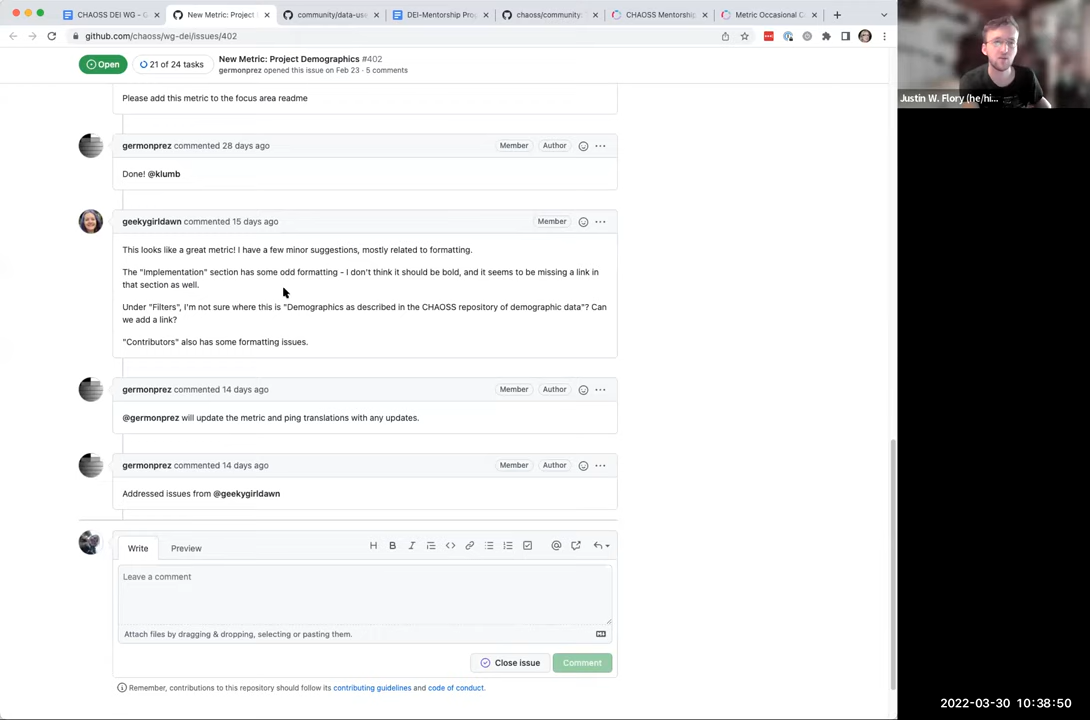 CHAOSS DEI WG - C
New Metric: Project
community/data-use
DEI-Mentorship Pro
chaoss/community:
CHAOSS Mentorship
Metric Occasional C
github.com/chaoss/wg-dei/issues/402
Open
21 of 24 tasks
New Metric: Project Demographics #402
germonprez opened this issue on Feb 23 · 5 comments
Please add this metric to the focus area readme
germonprez commented 28 days ago
Member
Author
Done! @klumb
geekygirldawn commented 15 days ago
Member
This looks like a great metric! I have a few minor suggestions, mostly related to formatting.
The "Implementation" section has some odd formatting - I don't think it should be bold, and it seems to be missing a link in
that section as well.
Under "Filters", I'm not sure where this is "Demographics as described in the CHAOSS repository of demographic data"? Can
we add a link?
"Contributors" also has some formatting issues.
germonprez commented 14 days ago
Member
Author
@germonprez will update the metric and ping translations with any updates.
germonprez commented 14 days ago
Member
Author
Addressed issues from @geekygirldawn
Write
Preview
Leave a comment
Attach files by dragging & dropping, selecting or pasting them.
Close issue
Comment
Remember, contributions to this repository should follow its contributing guidelines and code of conduct.
Justin W. Flory (he/hi...
2022-03-30 10:38:50